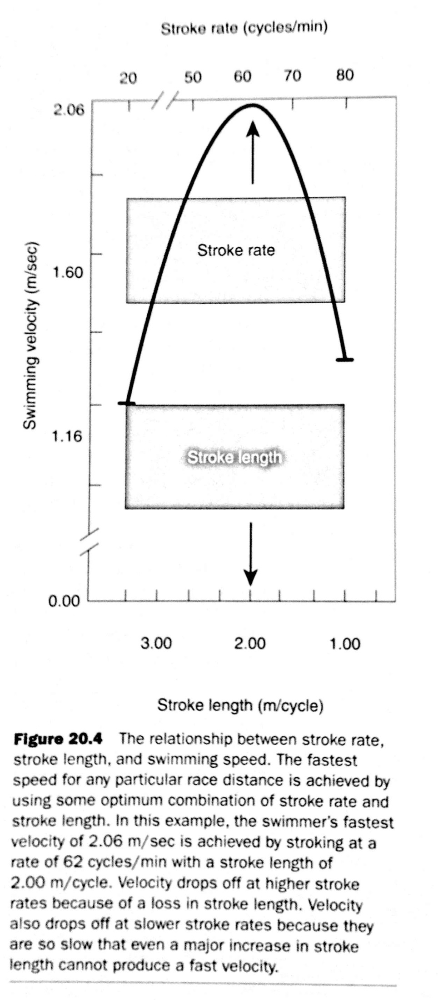 Stroke rate (cycles/min)
20 50 60 70 80
2.06
Stroke rate
1.60
Swimming velocity (m/sec)
1.16
Stroke length
0.00
3.00 2.00 1.00
Stroke length (m/cycle)
Figure 20.4 The relationship between stroke rate,
stroke length, and swimming speed. The fastest
speed for any particular race distance is achieved by
using some optimum combination of stroke rate and
stroke length. In this example, the swimmer's fastest
velocity of 2.06 m/sec is achieved by stroking at a
rate of 62 cycles/min with a stroke length of
2.00 m/cycle. Velocity drops off at higher stroke
rates because of a loss in stroke length. Velocity
also drops off at slower stroke rates because they
are so slow that even a major increase in stroke
length cannot produce a fast velocity.